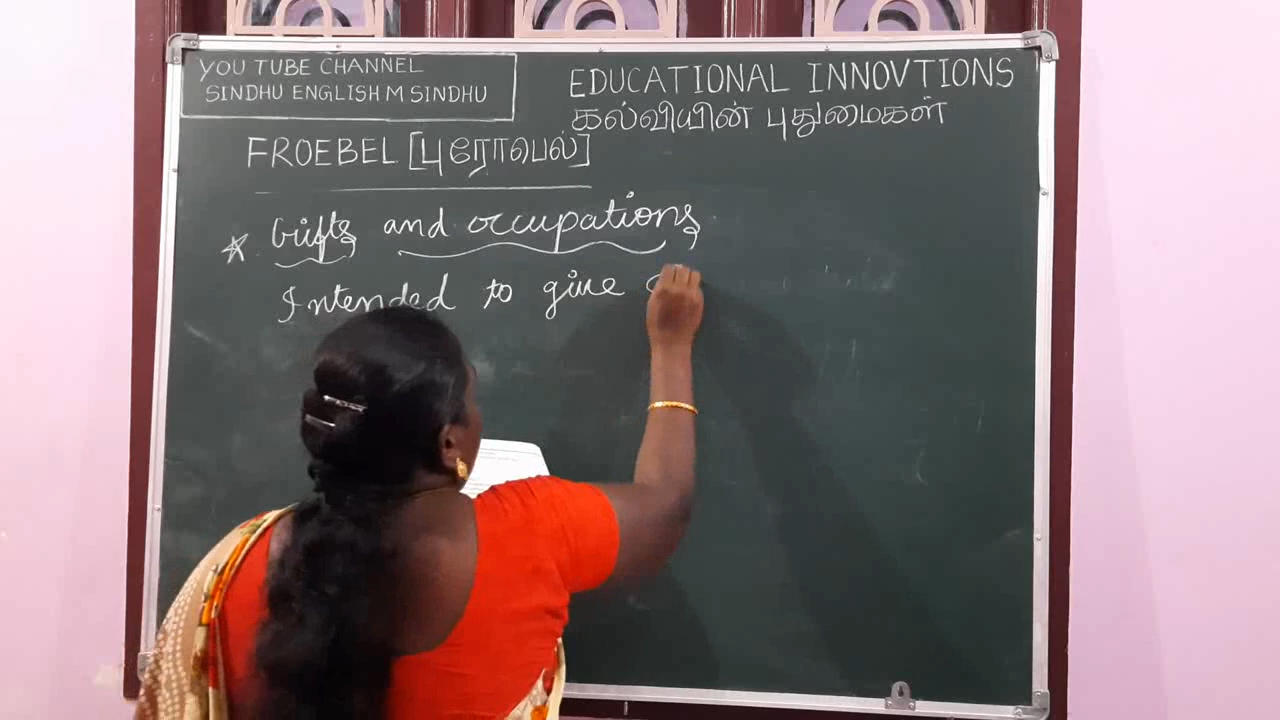 YOU TUBE CHANNEL
SINDHU ENGLISH M SINDHU
EDUCATIONAL INNOVTIONS
கல்வியின் புதுமைகள்
FROEBEL [புரோபெல்]
Gifts and occupations
Intended to give